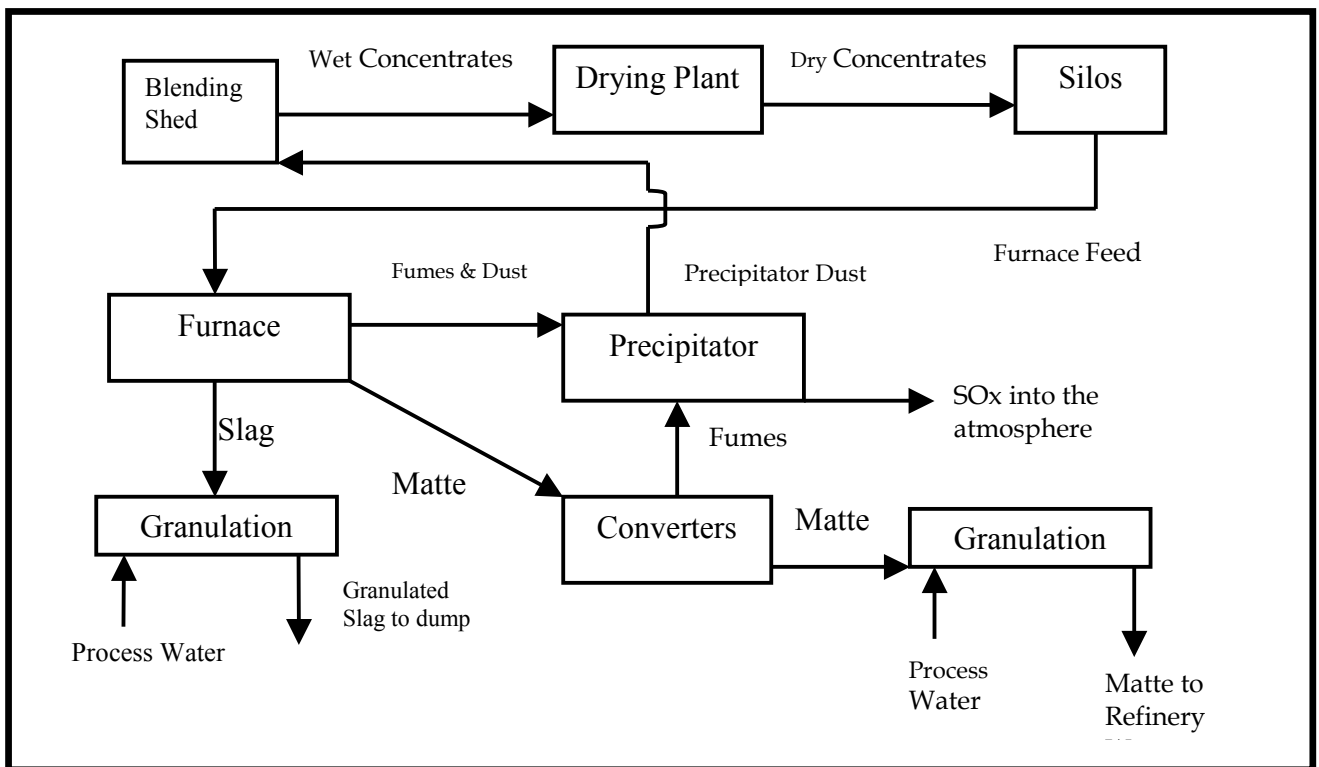 Wet Concentrates
Dry Concentrates
Blending
Shed
Drying Plant
Silos
Furnace Feed
Fumes & Dust
Precipitator Dust
Furnace
Precipitator
SOx into the
atmosphere
Slag
Fumes
Matte
Granulation
Converters
Matte
Granulation
Granulated
Slag to dump
Process Water
Process
Water
Matte to
Refinery